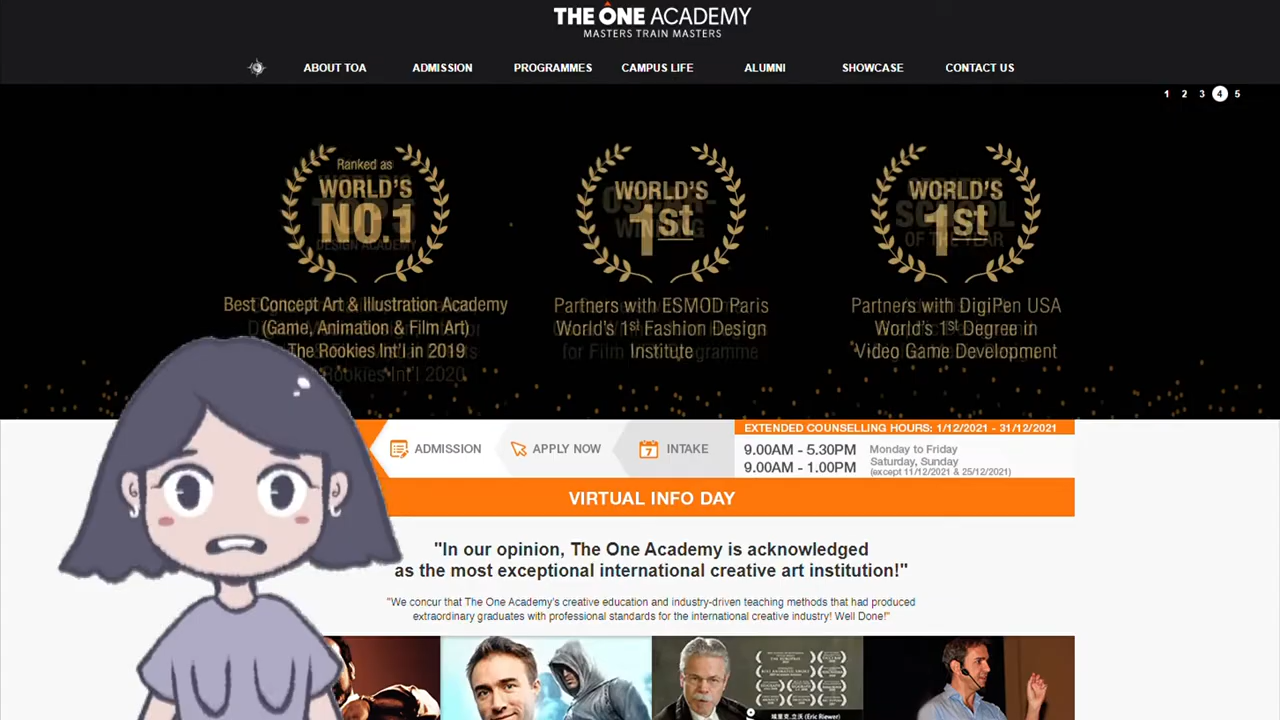 THE ONE ACADEMY
MASTERS TRAIN MASTERS
ABOUT TOA ADMISSION PROGRAMMES CAMPUS LIFE ALUMNI SHOWCASE CONTACT US
1 2 3 4 5
Ranked as
WORLD'S
NO.1
Best Concept Art & Illustration Academy
(Game, Animation & Film Art)
The Rookies Int'l in 2019
WORLD'S
1st
Partners with ESMOD Paris
World's 1st Fashion Design
Institute
WORLD'S
1st
Partners with DigiPen USA
World's 1st Degree in
Video Game Development
ADMISSION APPLY NOW 7 INTAKE
EXTENDED COUNSELLING HOURS: 1/12/2021 - 31/12/2021
9.00AM - 5.30PM Monday to Friday
9.00AM - 1.00PM Saturday, Sunday
(except 11/12/2021 & 25/12/2021)
VIRTUAL INFO DAY
"In our opinion, The One Academy is acknowledged
as the most exceptional international creative art institution!"
"We concur that The One Academy's creative education and industry-driven teaching methods that had produced
extraordinary graduates with professional standards for the international creative industry! Well Done!"
(Eric Riewer)